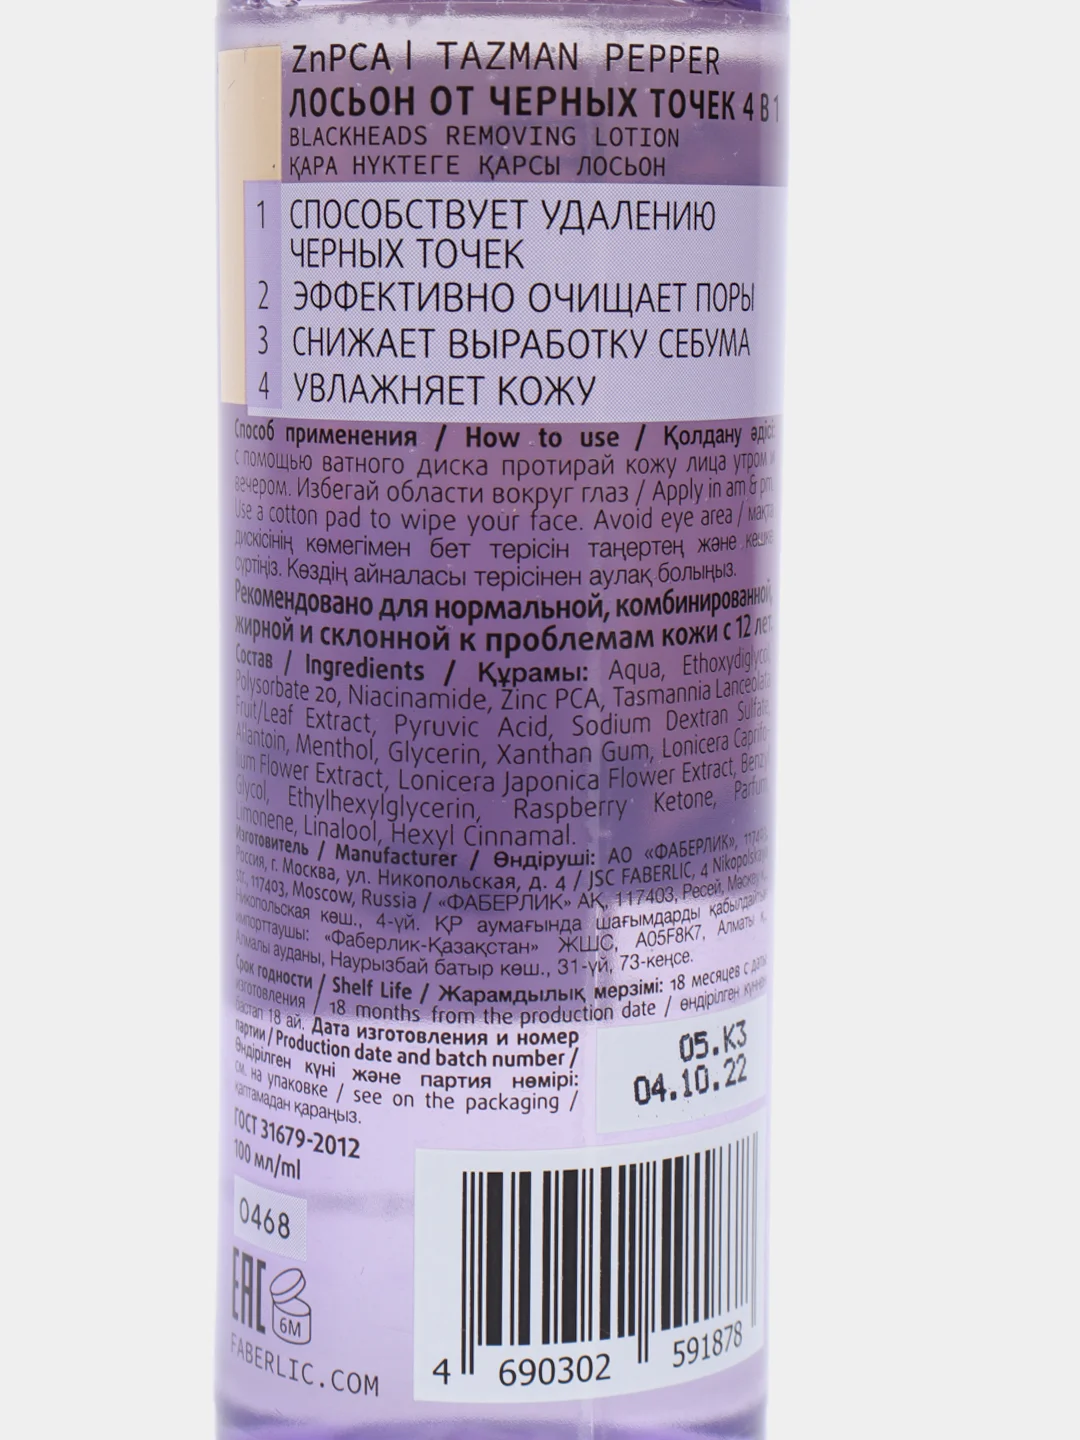 ZnPCA | TAZMAN PEPPER
ЛОСЬОН ОТ ЧЕРНЫХ ТОЧЕК 4 В 1
BLACKHEADS REMOVING LOTION
ҚАРА НҮКТЕГЕ ҚАРСЫ ЛОСЬОН
1 СПОСОБСТВУЕТ УДАЛЕНИЮ
ЧЕРНЫХ ТОЧЕК
2 ЭФФЕКТИВНО ОЧИЩАЕТ ПОРЫ
3 СНИЖАЕТ ВЫРАБОТКУ СЕБУМА
4 УВЛАЖНЯЕТ КОЖУ
Способ применения / How to use / Қолдану әдісі:
с помощью ватного диска протирай кожу лица утром и
вечером. Избегай области вокруг глаз / Apply in am & pm.
Use a cotton pad to wipe your face. Avoid eye area / мақта
дискісінің көмегімен бет терісін таңертең және кешке
сүртіңіз. Көздің айналасы терісінен аулақ болыңыз.
Рекомендовано для нормальной, комбинированной,
жирной и склонной к проблемам кожи с 12 лет.
Состав / Ingredients / Құрамы: Aqua, Ethoxydiglycol,
Polysorbate 20, Niacinamide, Zinc PCA, Tasmannia Lanceolata
Fruit/Leaf Extract, Pyruvic Acid, Sodium Dextran Sulfate,
Allantoin, Menthol, Glycerin, Xanthan Gum, Lonicera Caprifo-
lium Flower Extract, Lonicera Japonica Flower Extract, Benzyl
Glycol, Ethylhexylglycerin, Raspberry Ketone, Parfum,
Limonene, Linalool, Hexyl Cinnamal.
Изготовитель / Manufacturer / Өндіруші: АО «ФАБЕРЛИК», 117403,
Россия, г. Москва, ул. Никопольская, д. 4 / JSC FABERLIC, 4 Nikopolskaya
str., 117403, Moscow, Russia / «ФАБЕРЛИК» АҚ, 117403, Ресей, Мәскеу қ.,
Никопольская көш., 4-үй. ҚР аумағында шағымдарды қабылдайтын
импорттаушы: «Фаберлик-Қазақстан» ЖШС, A05F8K7, Алматы қ.,
Алмалы ауданы, Наурызбай батыр көш., 31-үй, 73-кеңсе.
Срок годности / Shelf Life / Жарамдылық мерзімі: 18 месяцев с даты
изготовления / 18 months from the production date / өндірілген күннен
бастап 18 ай. Дата изготовления и номер
партии / Production date and batch number /
Өндірілген күні және партия нөмірі:
см. на упаковке / see on the packaging /
қаптамадан қараңыз.
05.K3
04.10.22
ГОСТ 31679-2012
100 мл/ml
0468
EAC
6M
FABERLIC.COM
4 690302 591878